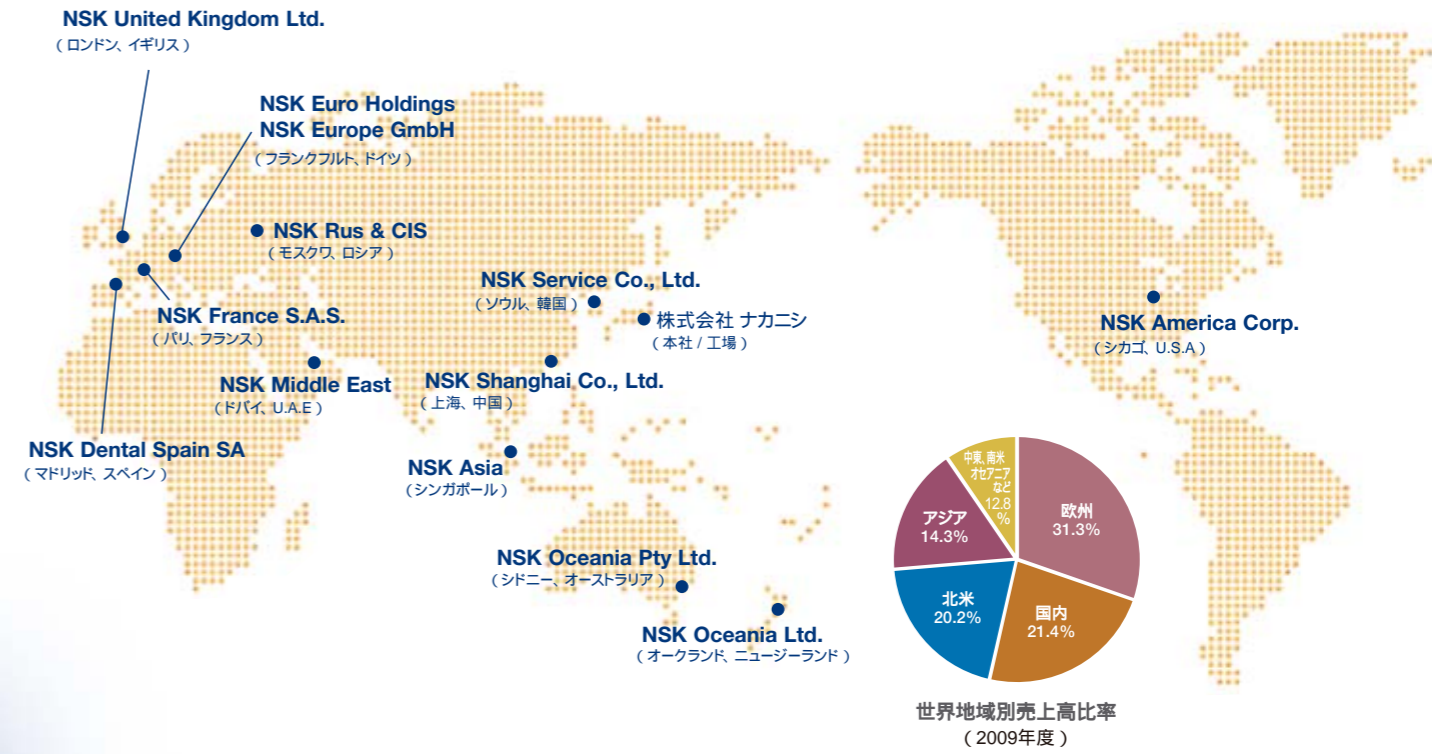 NSK United Kingdom Ltd.
（ロンドン、イギリス）
NSK Euro Holdings
NSK Europe GmbH
（フランクフルト、ドイツ）
NSK Rus & CIS
（モスクワ、ロシア）
NSK Service Co., Ltd.
（ソウル、韓国）
株式会社 ナカニシ
（本社 / 工場）
NSK America Corp.
（シカゴ、U.S.A）
NSK France S.A.S.
（パリ、フランス）
NSK Middle East
（ドバイ、U.A.E）
NSK Shanghai Co., Ltd.
（上海、中国）
NSK Dental Spain SA
（マドリッド、スペイン）
NSK Asia
（シンガポール）
NSK Oceania Pty Ltd.
（シドニー、オーストラリア）
NSK Oceania Ltd.
（オークランド、ニュージーランド）
中東、南米
オセアニア
など
12.8
%
欧州
31.3%
アジア
14.3%
北米
20.2%
国内
21.4%
世界地域別売上高比率
（2009年度）